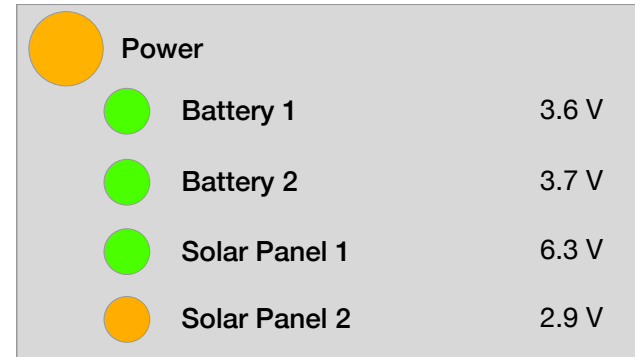 Power
Battery 1 3.6 V
Battery 2 3.7 V
Solar Panel 1 6.3 V
Solar Panel 2 2.9 V